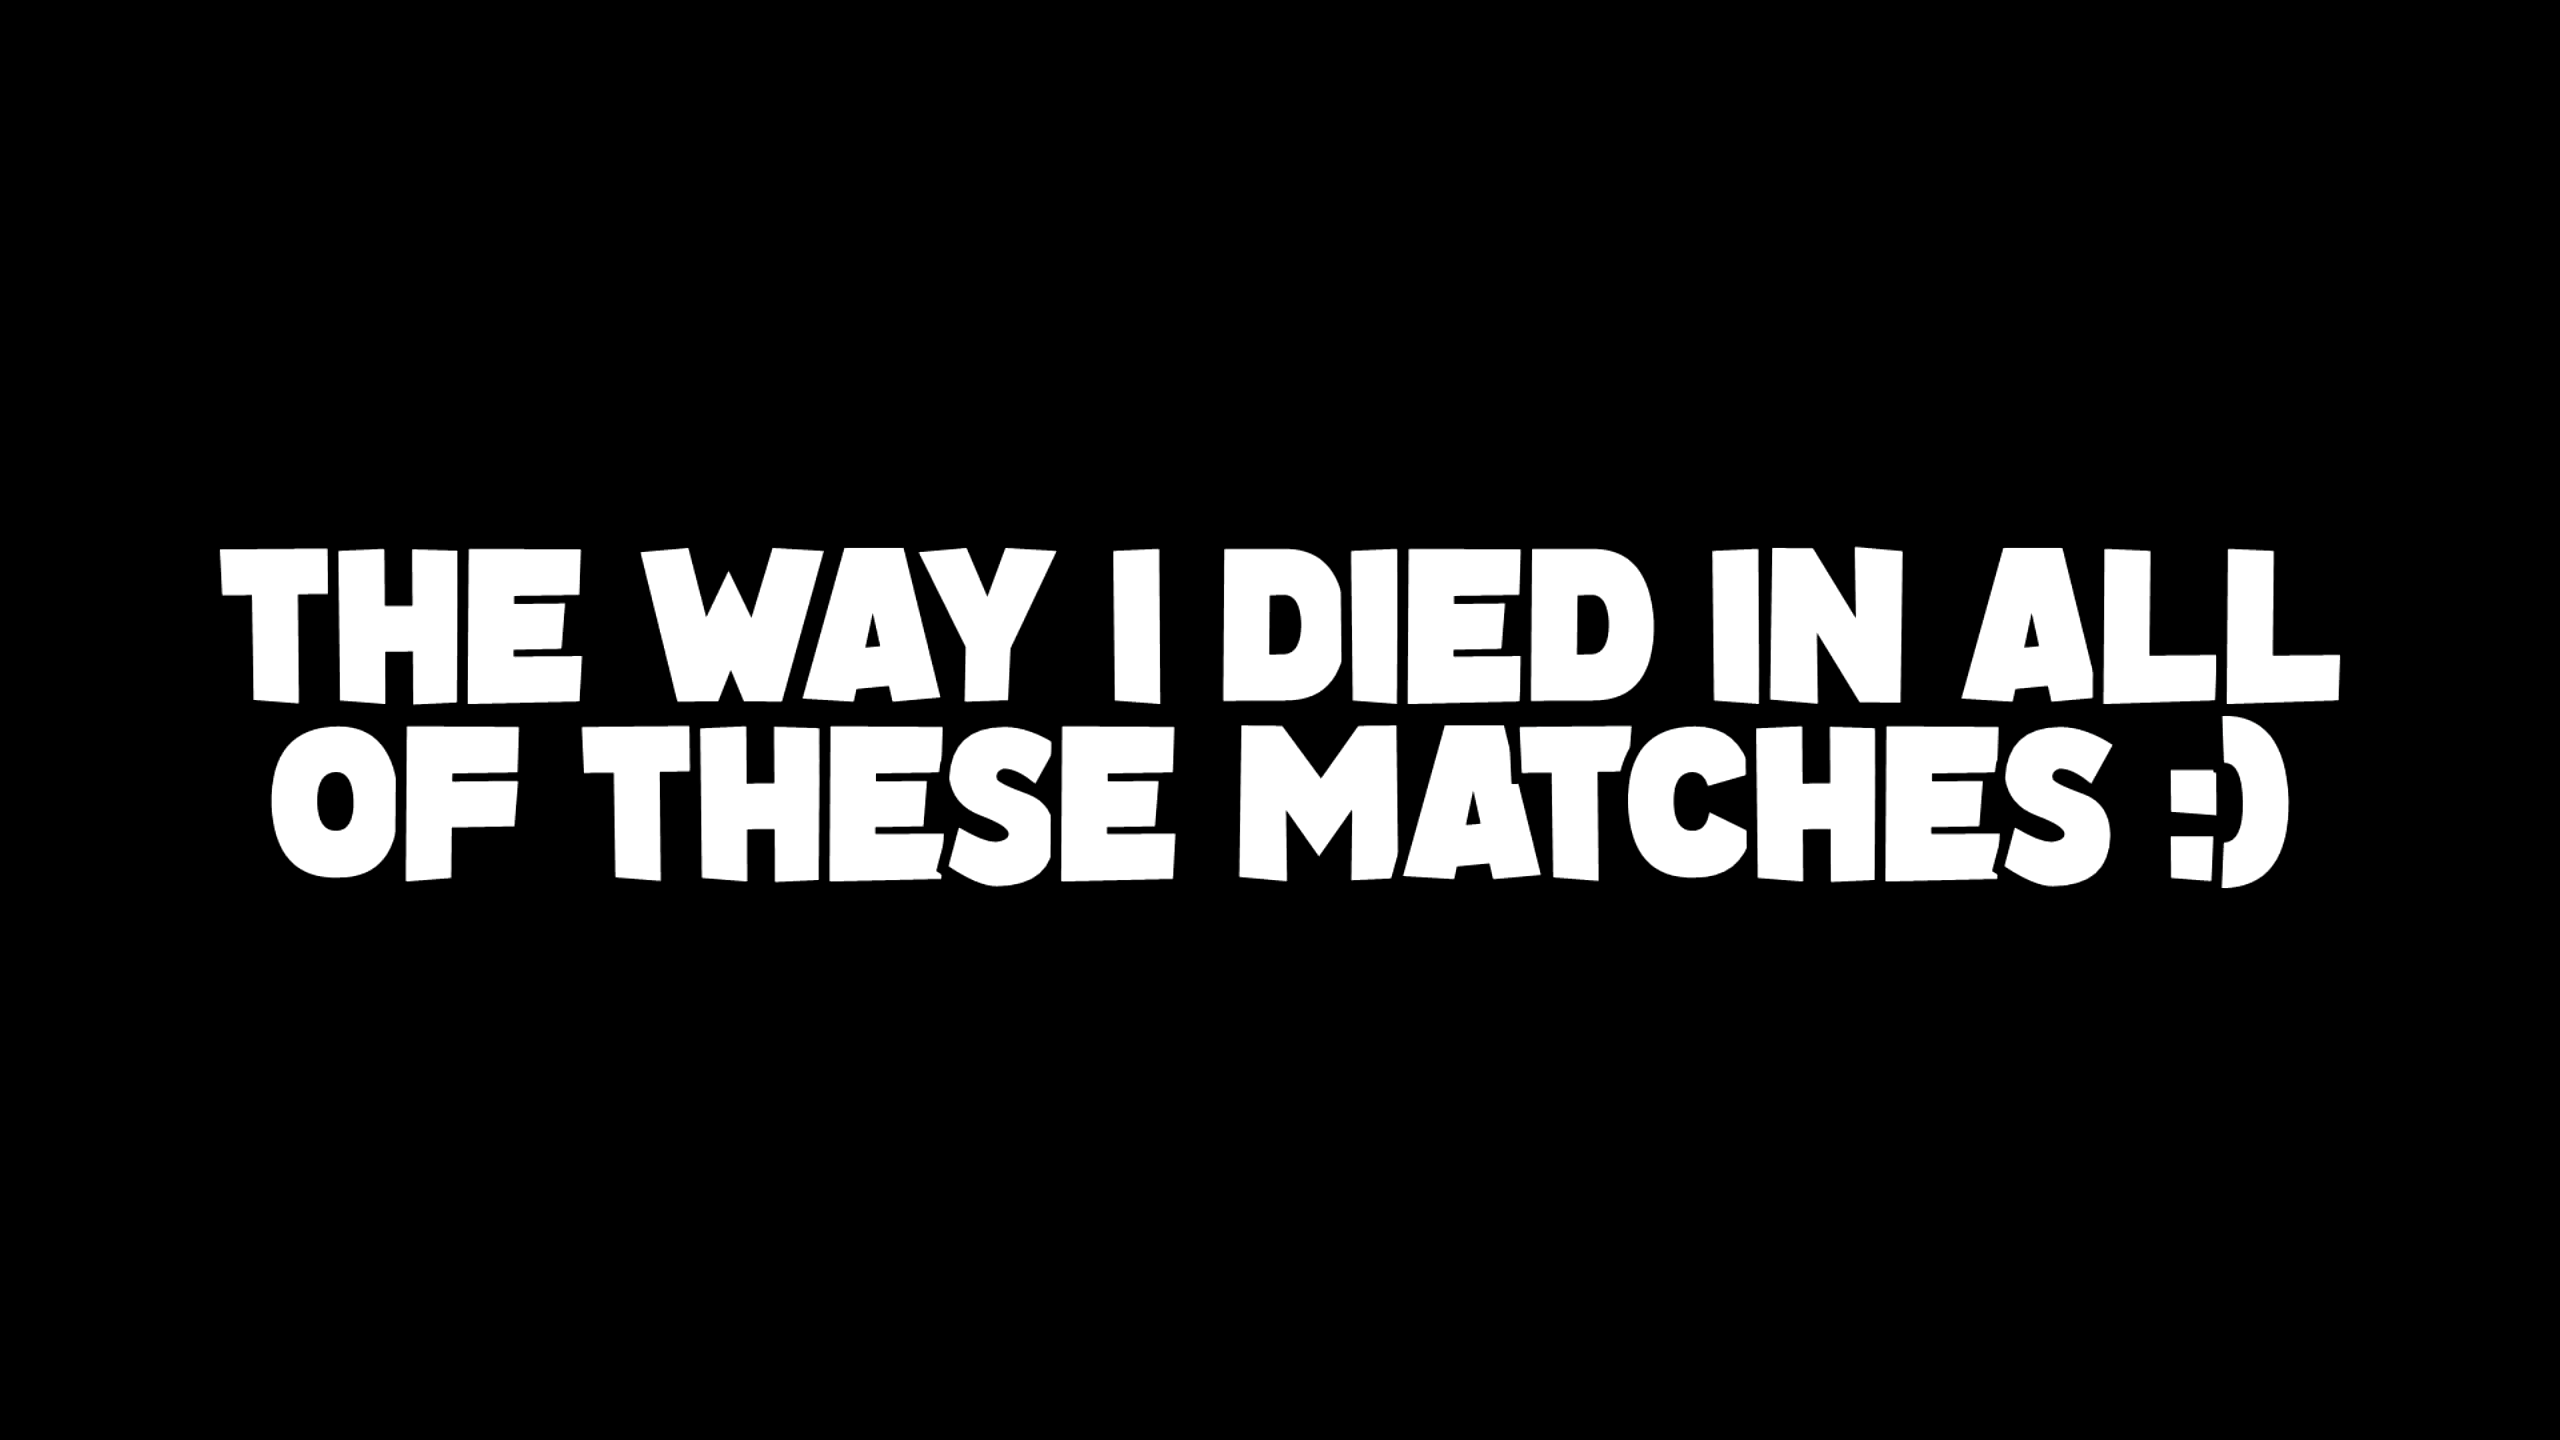 THE WAY I DIED IN ALL
OF THESE MATCHES :)